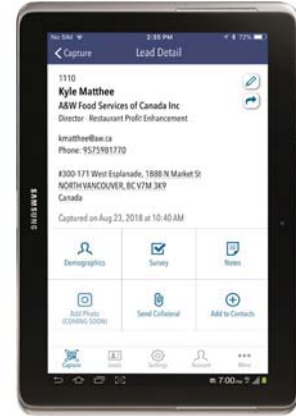 No SIM
2:35 PM
72%
Capture
Lead Detail
1110
Kyle Matthee
A&W Food Services of Canada Inc
Director - Restaurant Profit Enhancement
kmatthee@aw.ca
Phone: 9575981770
#300-171 West Esplanade, 1888 N Market St
NORTH VANCOUVER, BC V7M 3K9
Canada
Captured on Aug 23, 2018 at 10:40 AM
Demographics
Survey
Notes
Add Photo
(COMING SOON)
Send Collateral
Add to Contacts
Capture
Leads
Settings
Account
More
7:00
SAMSUNG